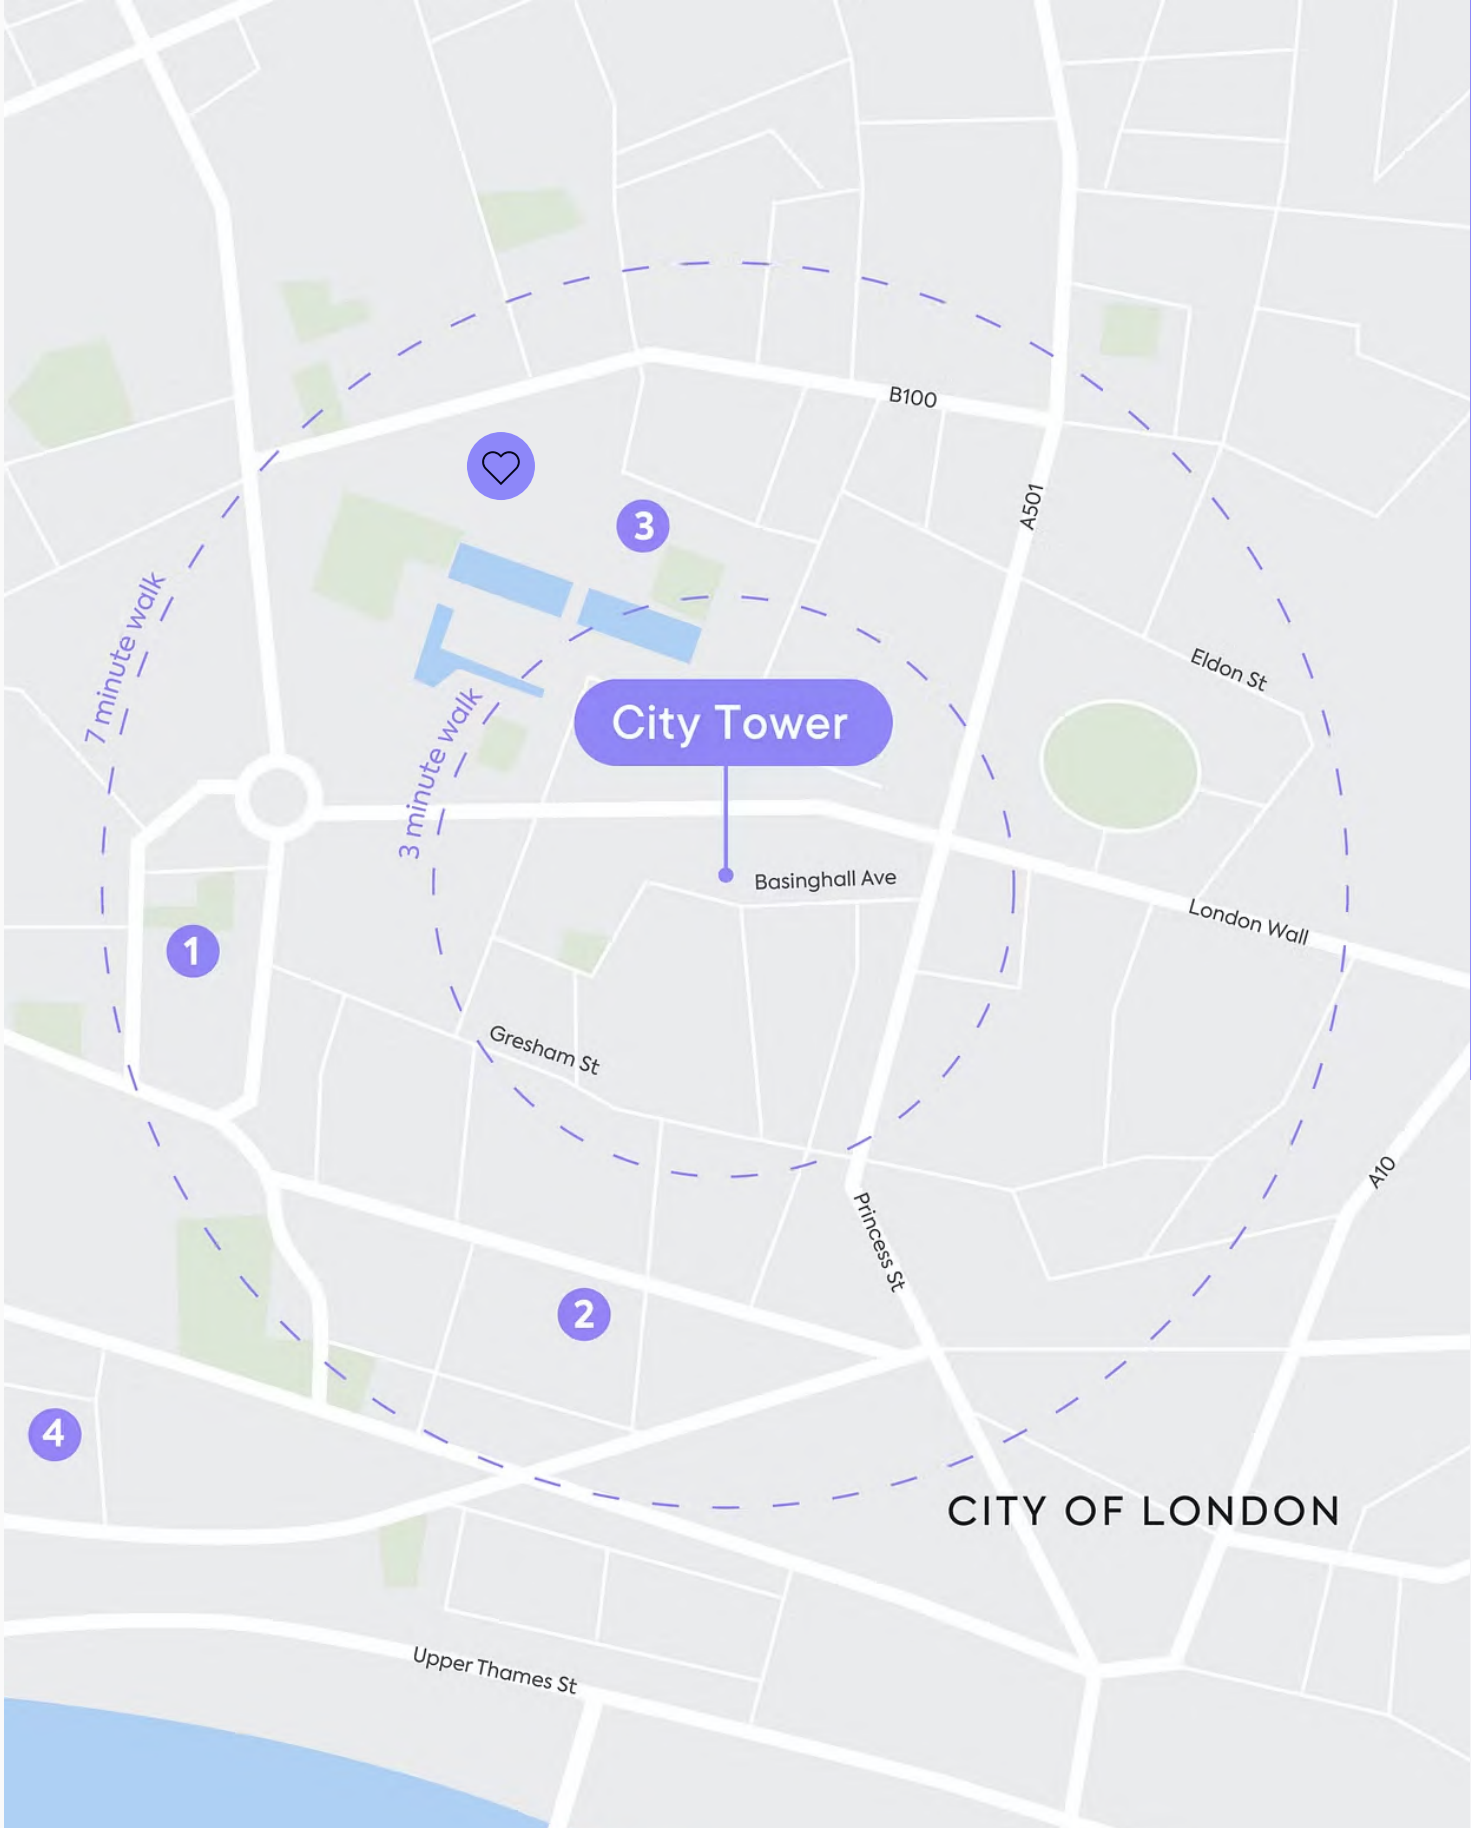 B100
A501
3
7 minute walk
Eldon St
3 minute walk
City Tower
Basinghall Ave
London Wall
1
Gresham St
A10
Princess St
2
4
CITY OF LONDON
Upper Thames St